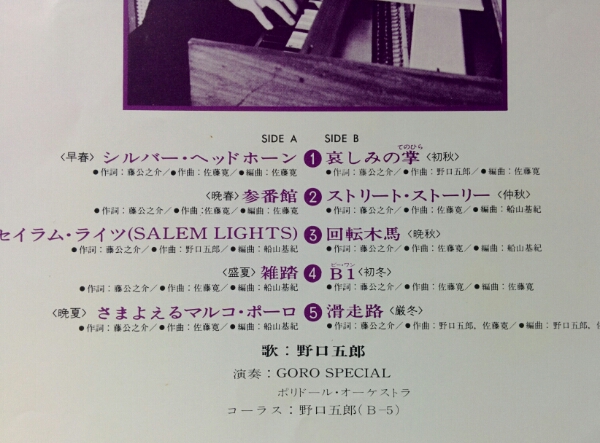 SIDE A SIDE B
〈早春〉シルバー・ヘッドホーン ❶ 哀しみの掌〈初秋〉
てのひら
●作詞：藤公之介／●作曲：佐藤寛／●編曲：佐藤寛 ●作詞：藤公之介／●作曲：野口五郎／●編曲：佐藤寛
〈晩春〉参番館 ❷ ストリート・ストーリー〈仲秋〉
●作詞：藤公之介／●作曲：佐藤寛／●編曲：佐藤寛 ●作詞：藤公之介／●作曲：佐藤寛／●編曲：船山基紀
セイラム・ライツ(SALEM LIGHTS) ❸ 回転木馬〈晩秋〉
●作詞：藤公之介／●作曲：野口五郎／●編曲：船山基紀 ●作詞：藤公之介／●作曲：佐藤寛／●編曲：船山基紀
〈盛夏〉雑踏 ❹ B1〈初冬〉
ビー・ワン
●作詞：藤公之介／●作曲：佐藤寛／●編曲：船山基紀 ●作詞：藤公之介／●作曲：佐藤寛／●編曲：佐藤寛
〈晩夏〉さまよえるマルコ・ポーロ ❺ 滑走路〈厳冬〉
●作詞：藤公之介／●作曲：佐藤寛／●編曲：船山基紀 ●作詞：藤公之介／●作曲：野口五郎、佐藤寛／●編曲：野口五郎、
歌：野口五郎
演奏：GORO SPECIAL
ポリドール・オーケストラ
コーラス：野口五郎(B-5)